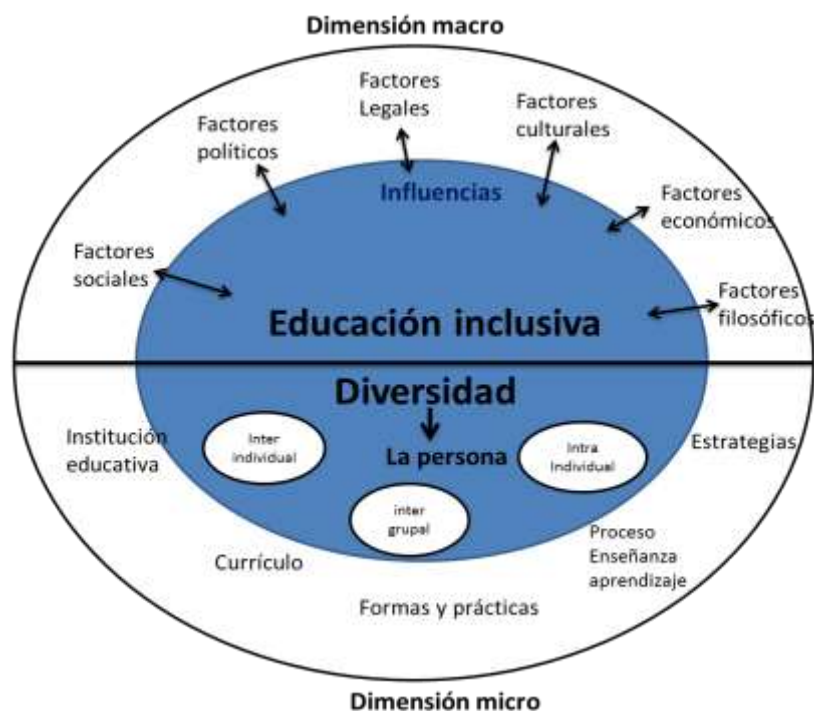 Dimensión macro
Factores
Legales
Factores
culturales
Factores
políticos
Influencias
Factores
económicos
Factores
sociales
Factores
filosóficos
Educación inclusiva
Diversidad
Institución
educativa
Inter
individual
La persona
Intra
Individual
Estrategias
inter
grupal
Proceso
Enseñanza
aprendizaje
Currículo
Formas y prácticas
Dimensión micro